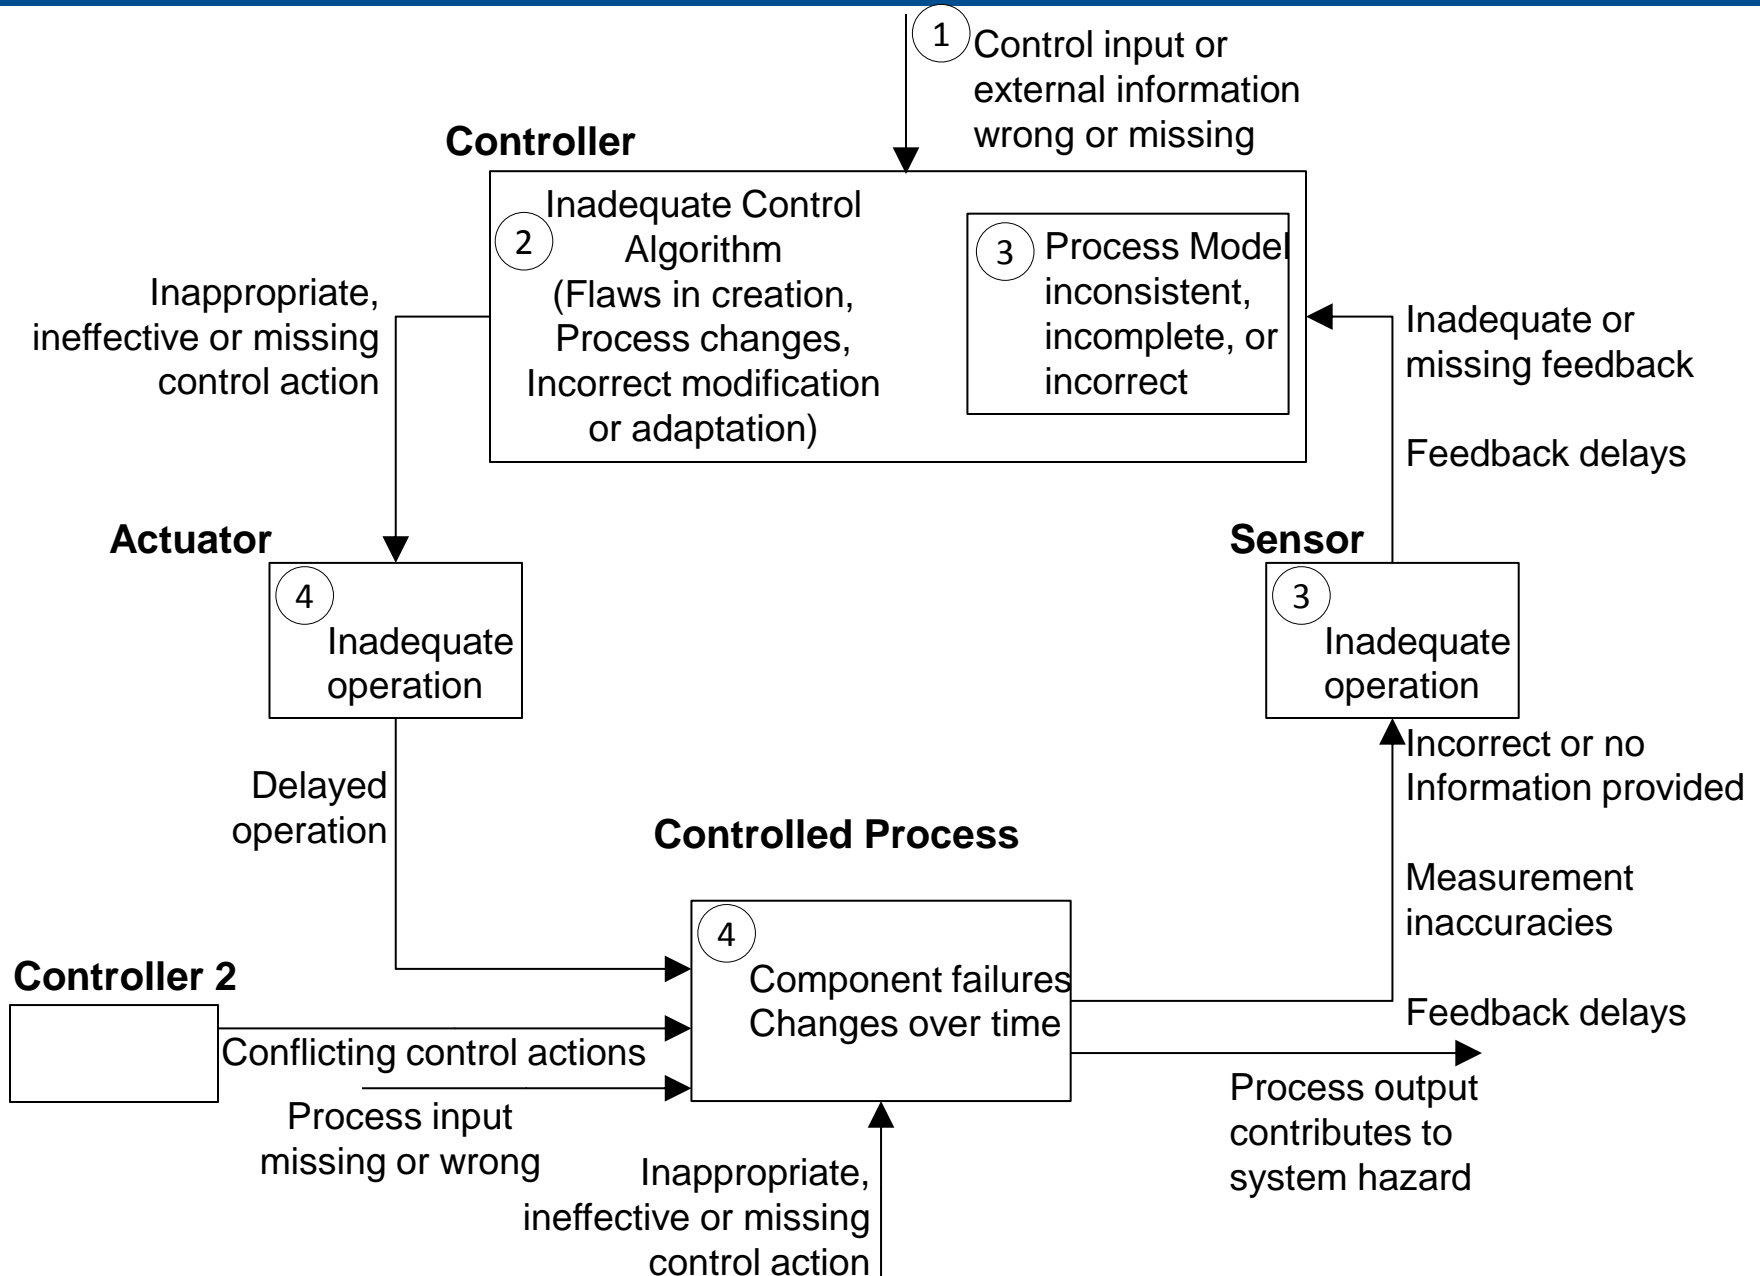 1
Control input or
external information
wrong or missing
Controller
2
Inadequate Control
Algorithm
(Flaws in creation,
Process changes,
Incorrect modification
or adaptation)
3
Process Model
inconsistent,
incomplete, or
incorrect
Inappropriate,
ineffective or missing
control action
Inadequate or
missing feedback
Feedback delays
Actuator
4
Inadequate
operation
Sensor
3
Inadequate
operation
Delayed
operation
Incorrect or no
Information provided
Measurement
inaccuracies
Feedback delays
Controlled Process
4
Component failures
Changes over time
Controller 2
Conflicting control actions
Process input
missing or wrong
Inappropriate,
ineffective or missing
control action
Process output
contributes to
system hazard